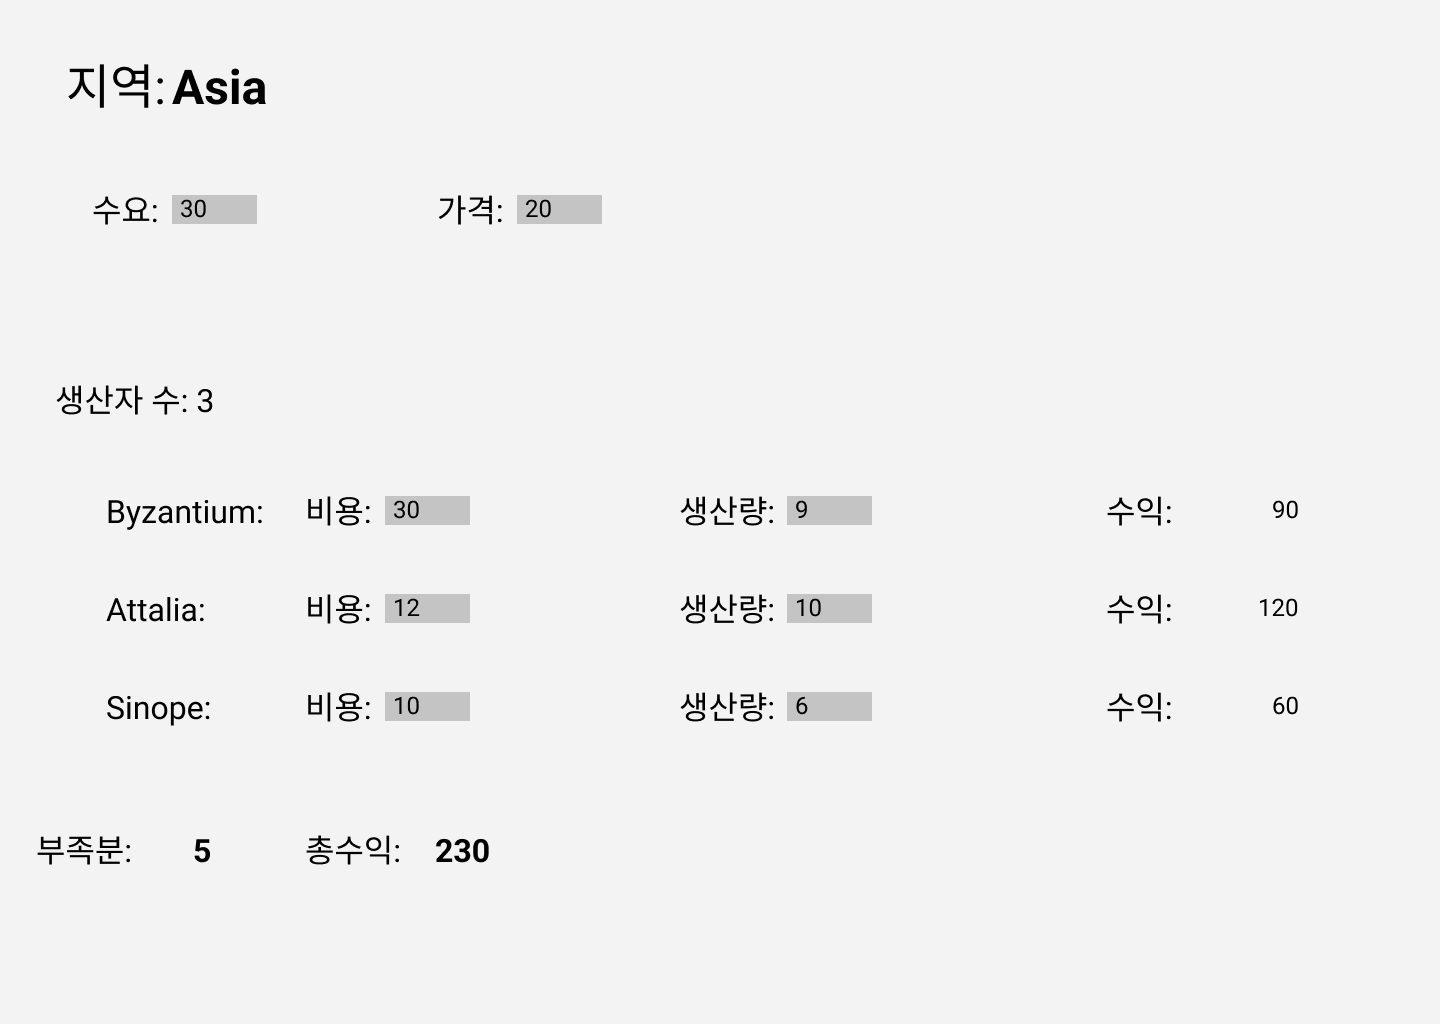 지역: Asia
수요: 30 가격: 20
생산자 수: 3
Byzantium: 비용: 30 생산량: 9 수익: 90
Attalia: 비용: 12 생산량: 10 수익: 120
Sinope: 비용: 10 생산량: 6 수익: 60
부족분: 5 총수익: 230